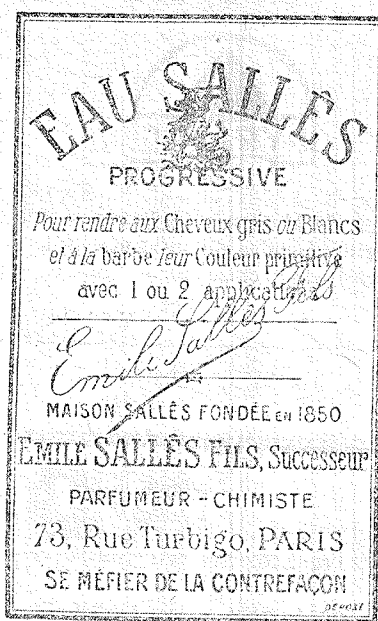 EAU SALLÊS
PROGRESSIVE
Pour rendre aux Cheveux gris ou Blancs
et à la barbe leur Couleur primitive
avec 1 ou 2 applications
Emile Sallês Fils
MAISON SALLÊS FONDÉE en 1850
EMILE SALLÊS FILS, Successeur
PARFUMEUR - CHIMISTE
73, Rue Turbigo, PARIS
SE MÉFIER DE LA CONTREFAÇON